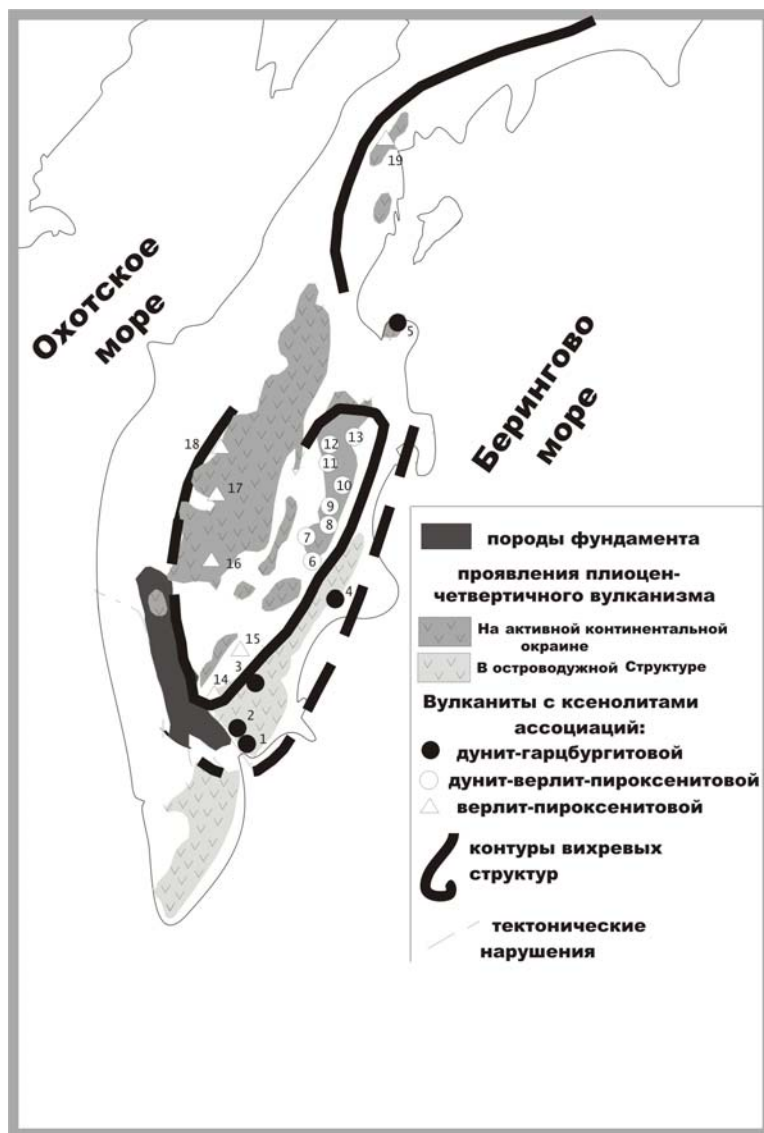 19
Охотское
море
5
Берингово
море
18
12
13
11
17
10
9
8
7
16
6
4
15
3
14
2
1
породы фундамента
проявления плиоцен-
четвертичного вулканизма
На активной континентальной
окраине
В островодужной Структуре
Вулканиты с ксенолитами
ассоциаций:
дунит-гарцбургитовой
дунит-верлит-пироксенитовой
верлит-пироксенитовой
контуры вихревых
структур
тектонические
нарушения